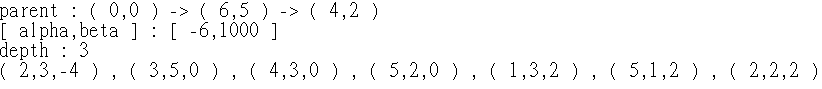 parent : ( 0,0 ) -> ( 6,5 ) -> ( 4,2 )
[ alpha,beta ] : [ -6,1000 ]
depth : 3
( 2,3,-4 ) , ( 3,5,0 ) , ( 4,3,0 ) , ( 5,2,0 ) , ( 1,3,2 ) , ( 5,1,2 ) , ( 2,2,2 )